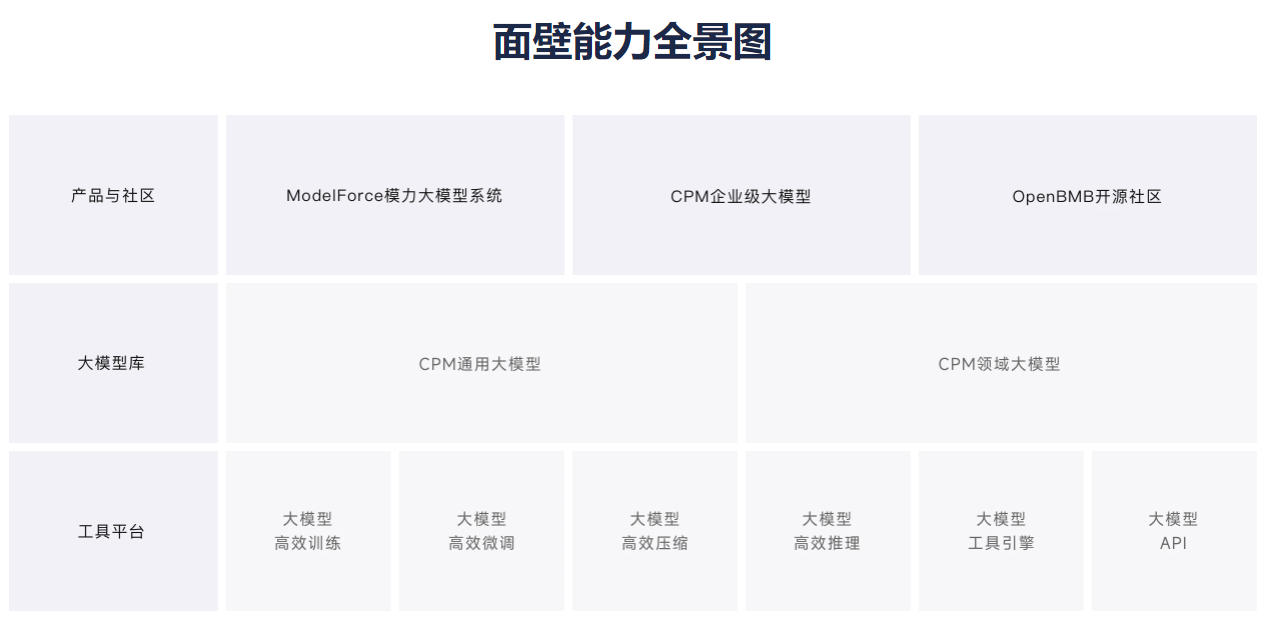 面壁能力全景图
产品与社区
ModelForce模力大模型系统
CPM企业级大模型
OpenBMB开源社区
大模型库
CPM通用大模型
CPM领域大模型
工具平台
大模型
高效训练
大模型
高效微调
大模型
高效压缩
大模型
高效推理
大模型
工具引擎
大模型
API